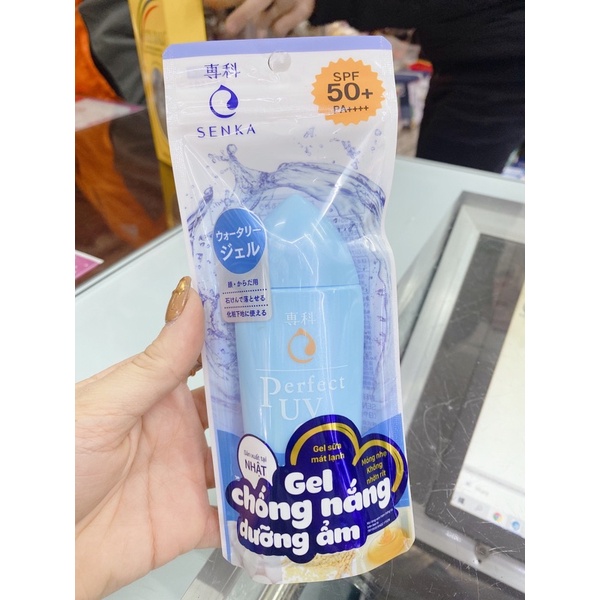 専科
SENKA
SPF
50+
PA++++
ウォータリー
ジェル
顔・からだ用
石けんで落とせる
化粧下地に使える
専科
Perfect
UV
Sản xuất tại
NHẬT
Gel sữa
mát lạnh
Mỏng nhẹ
Không
nhờn rít
Gel
chống nắng
dưỡng ẩm